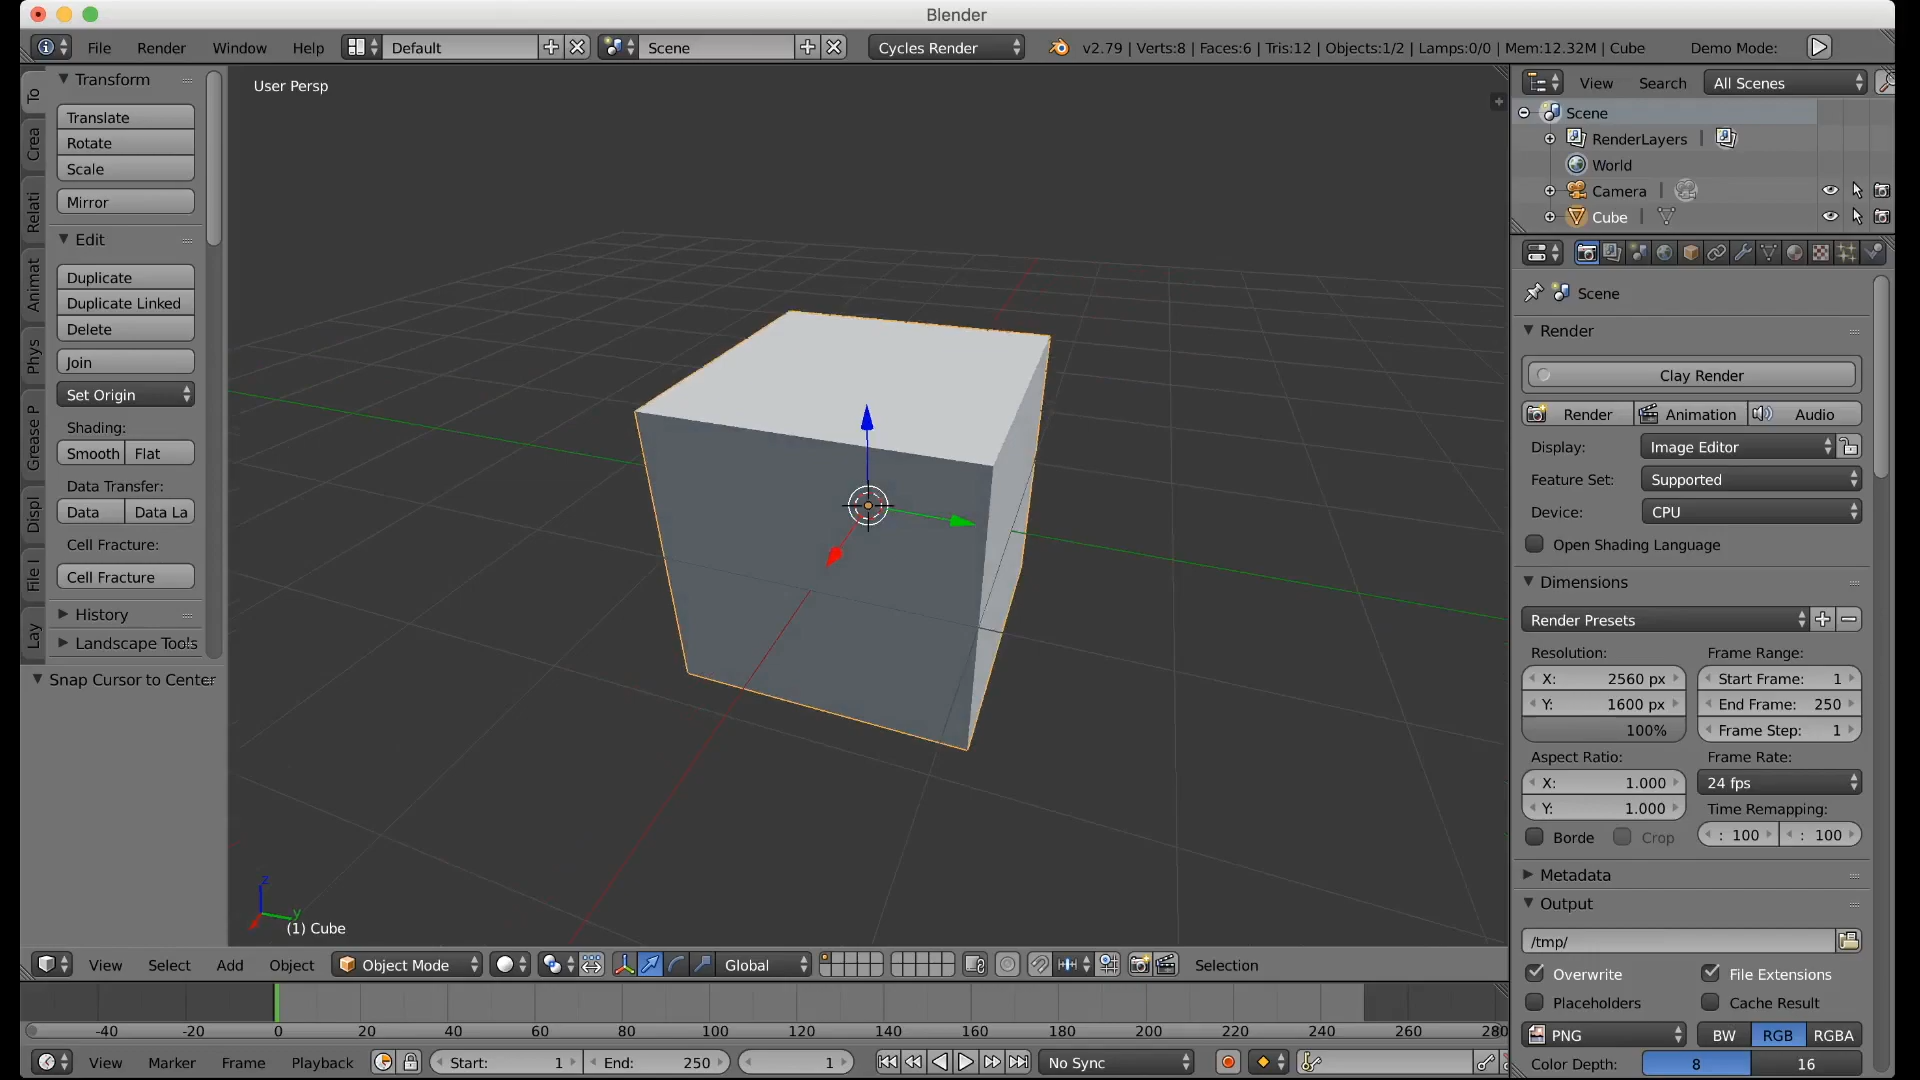 Blender
File Render Window Help Default Scene Cycles Render v2.79 | Verts:8 | Faces:6 | Tris:12 | Objects:1/2 | Lamps:0/0 | Mem:12.32M | Cube Demo Mode:
To
Crea
Relati
Animat
Phys
Grease P
Displ
File I
Lay
Transform
Translate
Rotate
Scale
Mirror
Edit
Duplicate
Duplicate Linked
Delete
Join
Set Origin
Shading:
Smooth Flat
Data Transfer:
Data Data La
Cell Fracture:
Cell Fracture
History
Landscape Tools
Snap Cursor to Center
User Persp
z
y
(1) Cube
View Select Add Object Object Mode Global Selection
-40 -20 0 20 40 60 80 100 120 140 160 180 200 220 240 260 280
View Marker Frame Playback Start: 1 End: 250 1 No Sync
View Search All Scenes
Scene
RenderLayers |
World
Camera |
Cube |
Scene
Render
Clay Render
Render Animation Audio
Display: Image Editor
Feature Set: Supported
Device: CPU
Open Shading Language
Dimensions
Render Presets
Resolution: Frame Range:
X: 2560 px Start Frame: 1
Y: 1600 px End Frame: 250
100% Frame Step: 1
Aspect Ratio: Frame Rate:
X: 1.000 24 fps
Y: 1.000 Time Remapping:
Borde Crop : 100 : 100
Metadata
Output
/tmp/
Overwrite File Extensions
Placeholders Cache Result
PNG BW RGB RGBA
Color Depth: 8 16